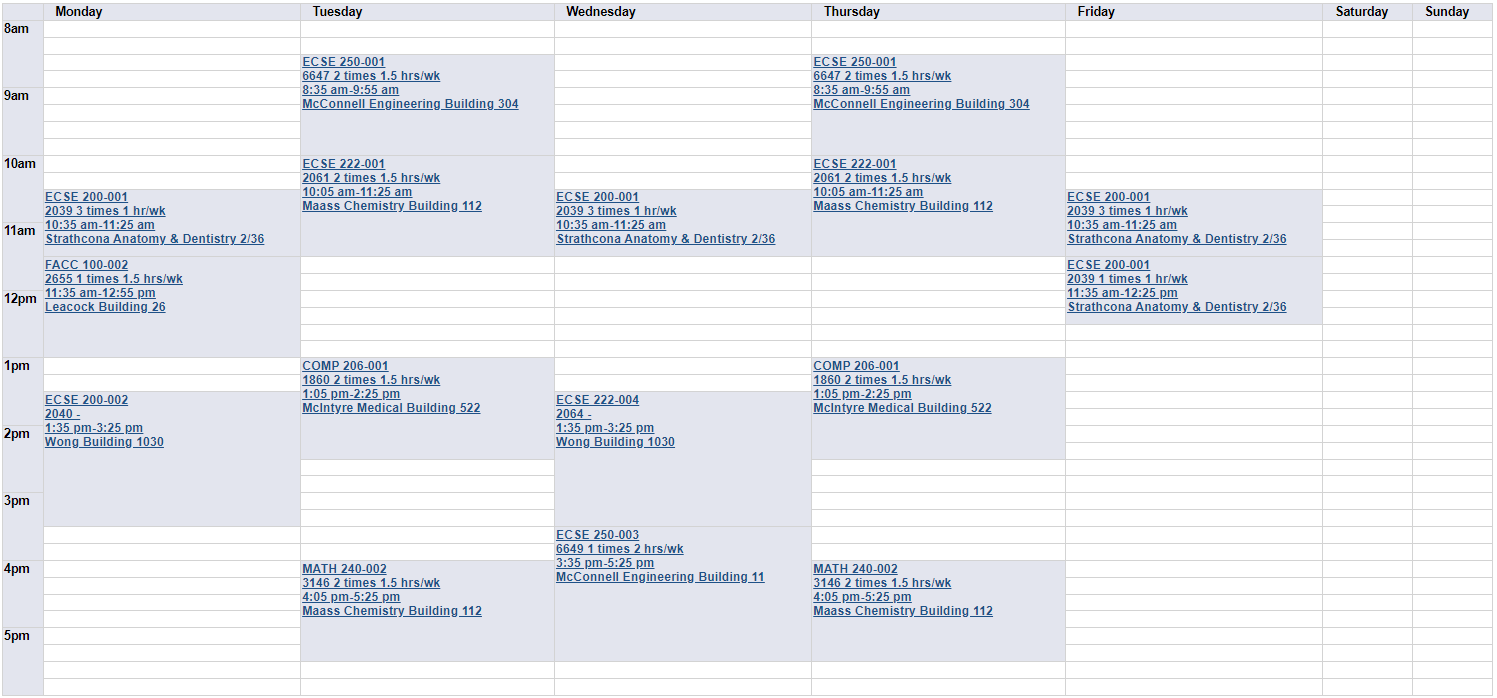 Monday Tuesday Wednesday Thursday Friday Saturday Sunday
8am
ECSE 250-001
6647 2 times 1.5 hrs/wk
8:35 am-9:55 am
McConnell Engineering Building 304
ECSE 250-001
6647 2 times 1.5 hrs/wk
8:35 am-9:55 am
McConnell Engineering Building 304
9am
10am
ECSE 222-001
2061 2 times 1.5 hrs/wk
10:05 am-11:25 am
Maass Chemistry Building 112
ECSE 222-001
2061 2 times 1.5 hrs/wk
10:05 am-11:25 am
Maass Chemistry Building 112
ECSE 200-001
2039 3 times 1 hr/wk
10:35 am-11:25 am
Strathcona Anatomy & Dentistry 2/36
ECSE 200-001
2039 3 times 1 hr/wk
10:35 am-11:25 am
Strathcona Anatomy & Dentistry 2/36
ECSE 200-001
2039 3 times 1 hr/wk
10:35 am-11:25 am
Strathcona Anatomy & Dentistry 2/36
11am
FACC 100-002
2655 1 times 1.5 hrs/wk
11:35 am-12:55 pm
Leacock Building 26
ECSE 200-001
2039 1 times 1 hr/wk
11:35 am-12:25 pm
Strathcona Anatomy & Dentistry 2/36
12pm
1pm
COMP 206-001
1860 2 times 1.5 hrs/wk
1:05 pm-2:25 pm
McIntyre Medical Building 522
COMP 206-001
1860 2 times 1.5 hrs/wk
1:05 pm-2:25 pm
McIntyre Medical Building 522
ECSE 200-002
2040 -
1:35 pm-3:25 pm
Wong Building 1030
ECSE 222-004
2064 -
1:35 pm-3:25 pm
Wong Building 1030
2pm
3pm
ECSE 250-003
6649 1 times 2 hrs/wk
3:35 pm-5:25 pm
McConnell Engineering Building 11
4pm
MATH 240-002
3146 2 times 1.5 hrs/wk
4:05 pm-5:25 pm
Maass Chemistry Building 112
MATH 240-002
3146 2 times 1.5 hrs/wk
4:05 pm-5:25 pm
Maass Chemistry Building 112
5pm